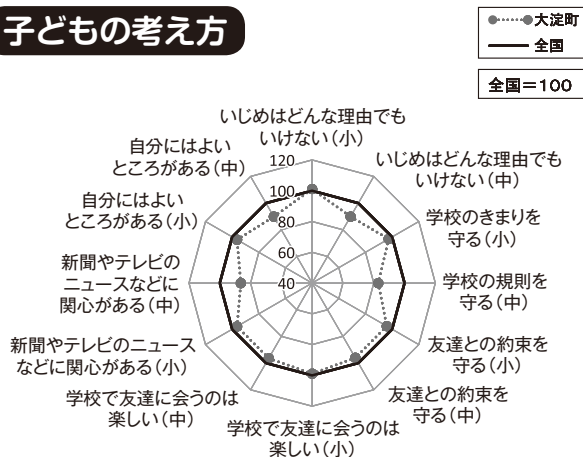 子どもの考え方
大淀町
全国
全国=100
いじめはどんな理由でも
いけない(小)
いじめはどんな理由でも
いけない(中)
学校のきまりを
守る(小)
学校の規則を
守る(中)
友達との約束を
守る(小)
友達との約束を
守る(中)
学校で友達に会うのは
楽しい(小)
学校で友達に会うのは
楽しい(中)
新聞やテレビのニュース
などに関心がある(小)
新聞やテレビの
ニュースなどに
関心がある(中)
自分にはよい
ところがある(小)
自分にはよい
ところがある(中)
120
100
80
60
40